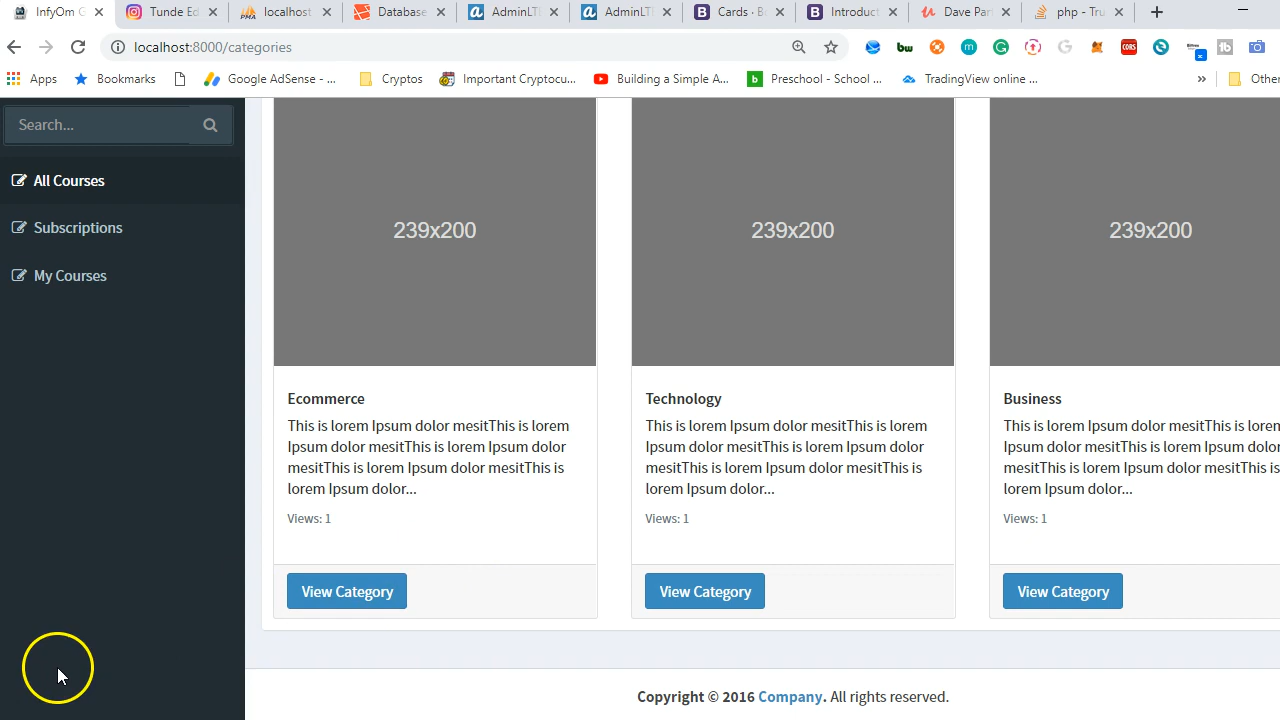 InfyOm G
Tunde Ed
localhost
Database
AdminLT
AdminLT
Cards · B
Introduct
Dave Par
php - Tru
localhost:8000/categories
Apps
Bookmarks
Google AdSense - ...
Cryptos
Important Cryptocu...
Building a Simple A...
Preschool - School ...
TradingView online ...
»
Other
Search...
All Courses
Subscriptions
My Courses
239x200
239x200
239x200
Ecommerce
This is lorem Ipsum dolor mesitThis is lorem
Ipsum dolor mesitThis is lorem Ipsum dolor
mesitThis is lorem Ipsum dolor mesitThis is
lorem Ipsum dolor...
Views: 1
View Category
Technology
This is lorem Ipsum dolor mesitThis is lorem
Ipsum dolor mesitThis is lorem Ipsum dolor
mesitThis is lorem Ipsum dolor mesitThis is
lorem Ipsum dolor...
Views: 1
View Category
Business
This is lorem Ipsum dolor mesitThis is lorem
Ipsum dolor mesitThis is lorem Ipsum dolor
mesitThis is lorem Ipsum dolor mesitThis is
lorem Ipsum dolor...
Views: 1
View Category
Copyright © 2016 Company. All rights reserved.